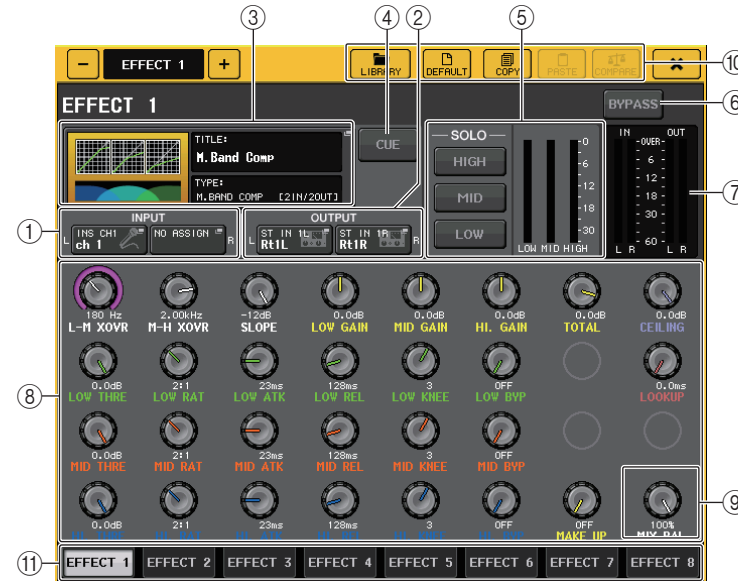 ③ ④ ② ⑤
− EFFECT 1 + LIBRARY DEFAULT COPY PASTE COMPARE ×
⑩
EFFECT 1 BYPASS
⑥
TITLE:
M.Band Comp
TYPE:
M.BAND COMP [2IN/2OUT]
CUE
SOLO
HIGH
MID
LOW
0
6
12
18
30
LOW MID HIGH
IN OUT
OVER
6
12
18
30
60
L R L R
⑦
①
INPUT
L INS CH1 NO ASSIGN R
ch 1
OUTPUT
L ST IN 1L ST IN 1R R
Rt1L Rt1R
⑧
180 Hz 2.00kHz -12dB 0.0dB 0.0dB 0.0dB 0.0dB 0.0dB
L-M XOVR M-H XOVR SLOPE LOW GAIN MID GAIN HI. GAIN TOTAL CEILING
0.0dB 2:1 23ms 128ms 3 OFF 0.0ms
LOW THRE LOW RAT LOW ATK LOW REL LOW KNEE LOW BYP LOOKUP
0.0dB 2:1 23ms 128ms 3 OFF
MID THRE MID RAT MID ATK MID REL MID KNEE MID BYP
0.0dB 2:1 23ms 128ms 3 OFF OFF 100%
MAKE UP MIX BAL
⑨
⑪
EFFECT 1 EFFECT 2 EFFECT 3 EFFECT 4 EFFECT 5 EFFECT 6 EFFECT 7 EFFECT 8